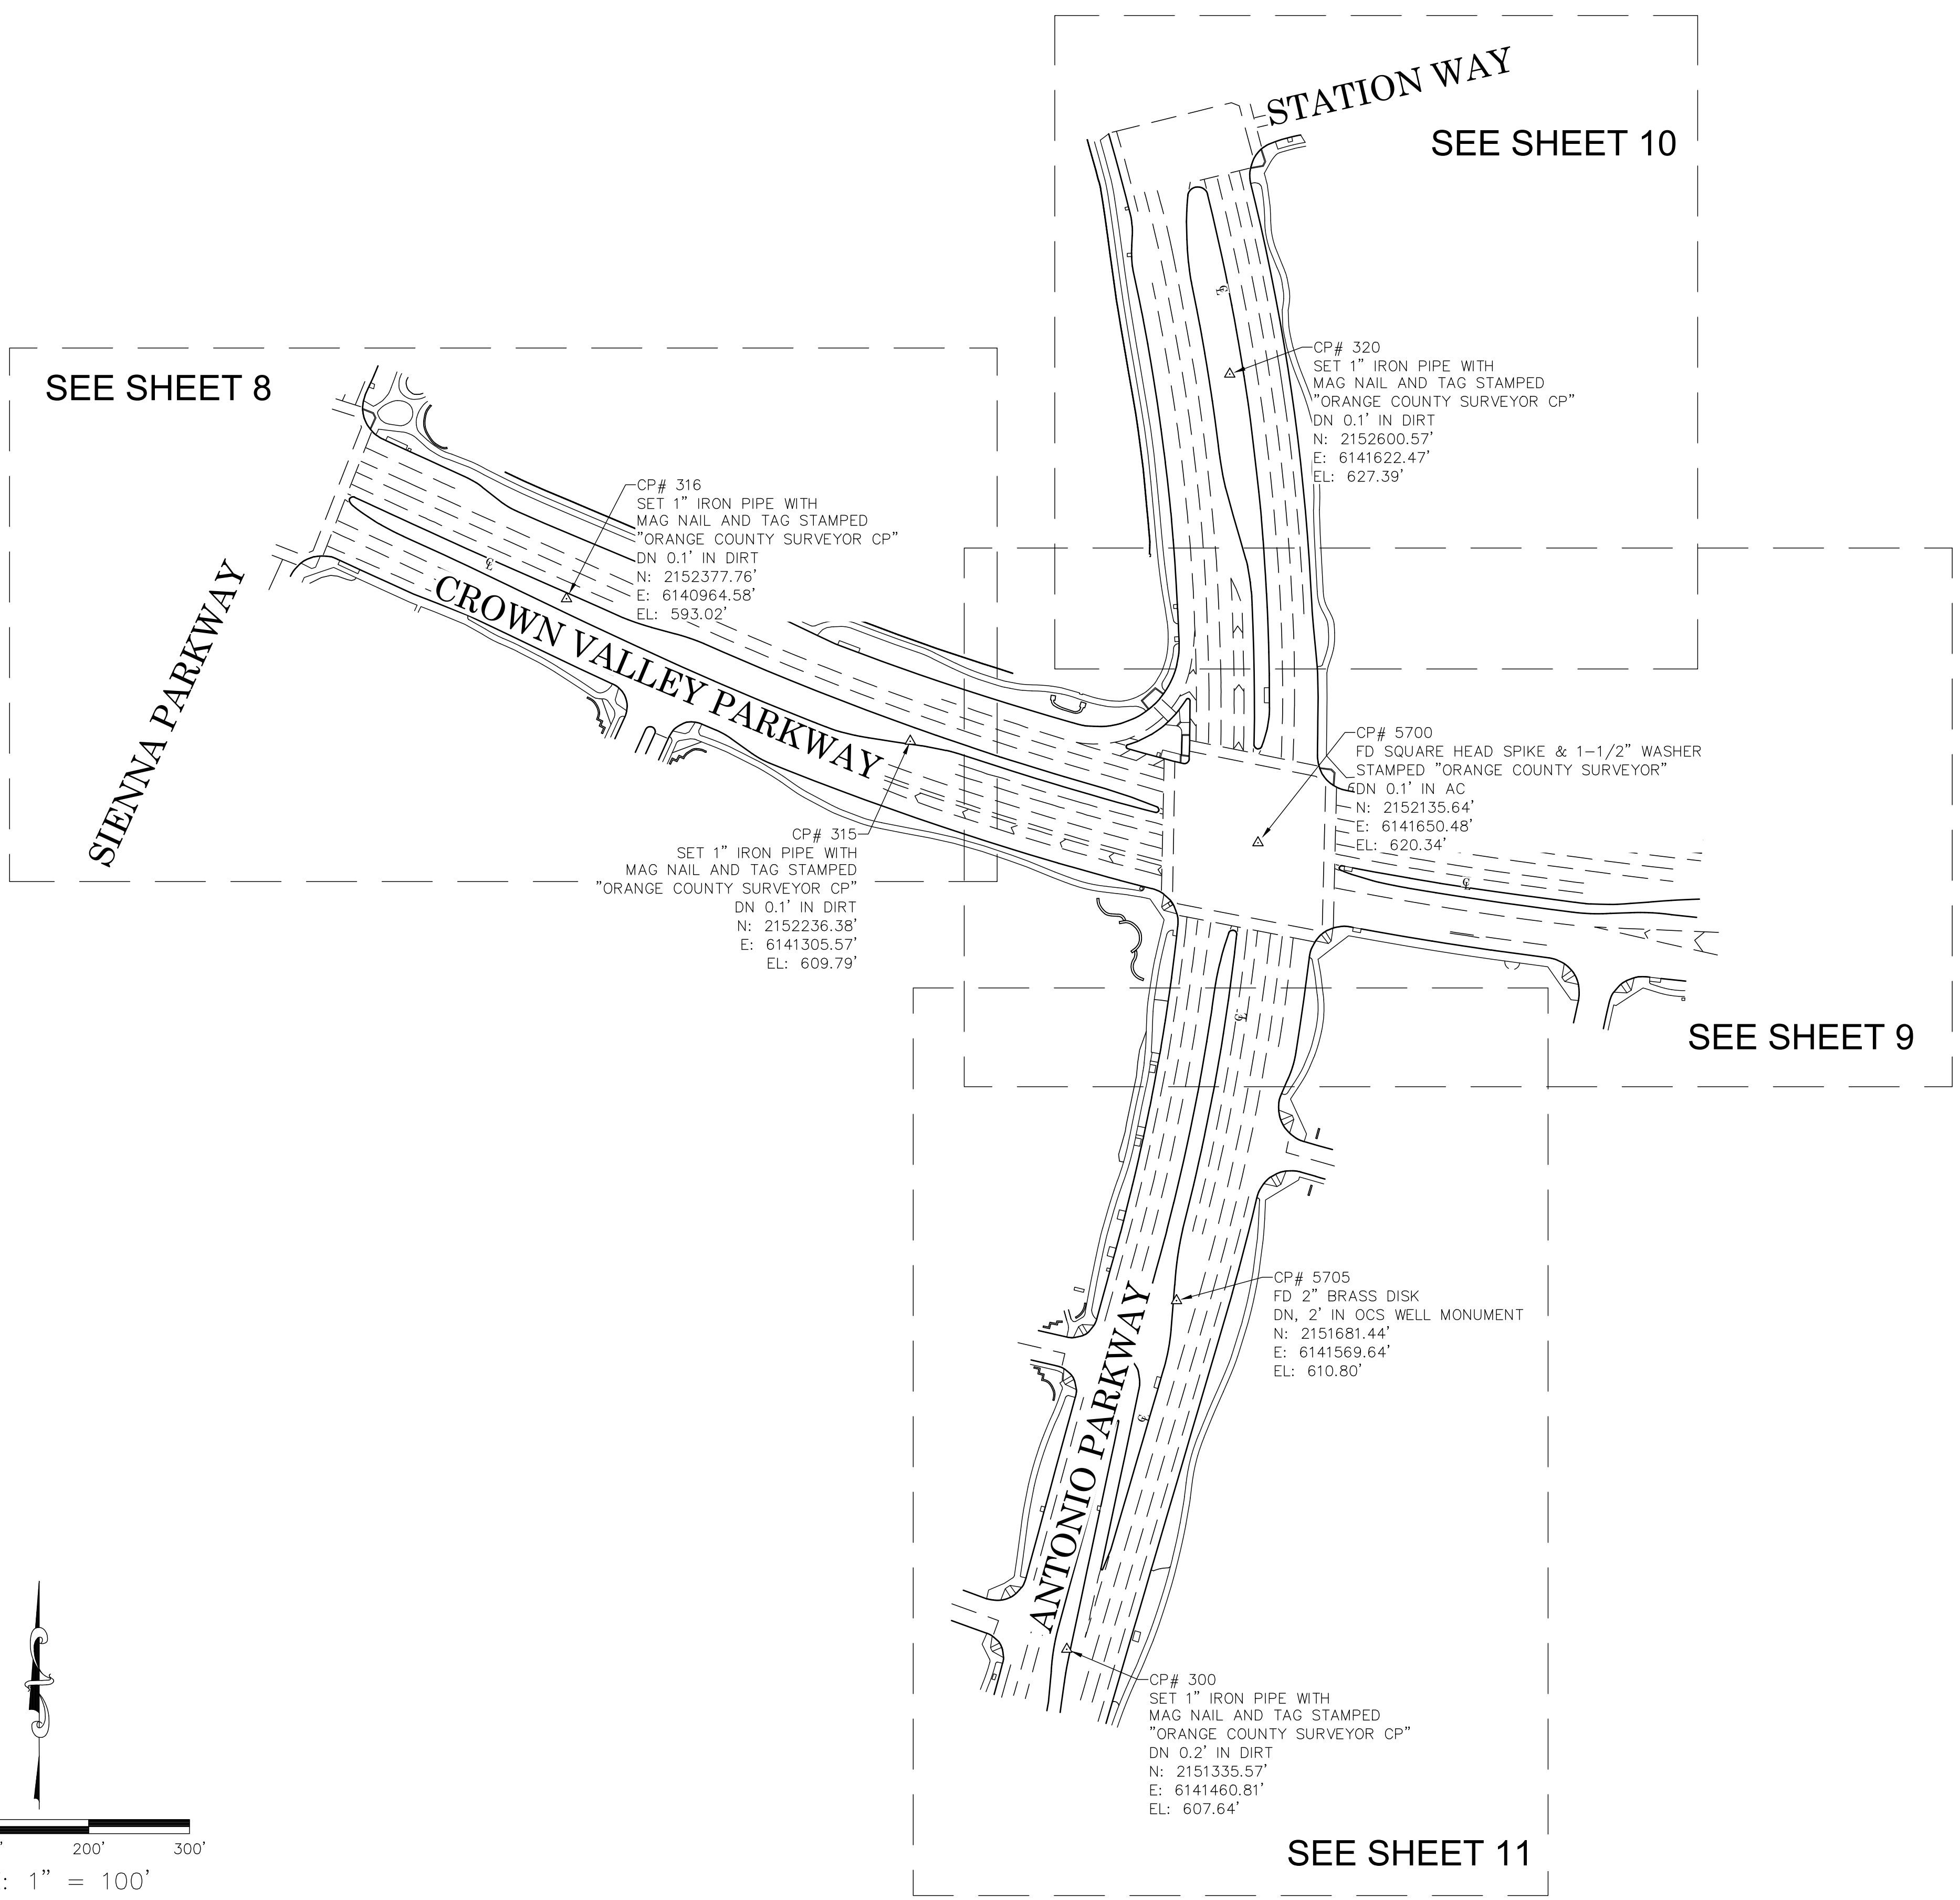 STATION WAY
SEE SHEET 10
CP# 320
SET 1" IRON PIPE WITH
MAG NAIL AND TAG STAMPED
"ORANGE COUNTY SURVEYOR CP"
DN 0.1' IN DIRT
N: 2152600.57'
E: 6141622.47'
EL: 627.39'
SEE SHEET 8
CP# 316
SET 1" IRON PIPE WITH
MAG NAIL AND TAG STAMPED
"ORANGE COUNTY SURVEYOR CP"
DN 0.1' IN DIRT
N: 2152377.76'
E: 6140964.58'
EL: 593.02'
CROWN VALLEY PARKWAY
SIENNA PARKWAY
CP# 5700
FD SQUARE HEAD SPIKE & 1-1/2" WASHER
STAMPED "ORANGE COUNTY SURVEYOR"
DN 0.1' IN AC
N: 2152135.64'
E: 6141650.48'
EL: 620.34'
CP# 315
SET 1" IRON PIPE WITH
MAG NAIL AND TAG STAMPED
"ORANGE COUNTY SURVEYOR CP"
DN 0.1' IN DIRT
N: 2152236.38'
E: 6141305.57'
EL: 609.79'
SEE SHEET 9
CP# 5705
FD 2" BRASS DISK
DN, 2' IN OCS WELL MONUMENT
N: 2151681.44'
E: 6141569.64'
EL: 610.80'
ANTONIO PARKWAY
CP# 300
SET 1" IRON PIPE WITH
MAG NAIL AND TAG STAMPED
"ORANGE COUNTY SURVEYOR CP"
DN 0.2' IN DIRT
N: 2151335.57'
E: 6141460.81'
EL: 607.64'
SEE SHEET 11
200' 300'
: 1" = 100'